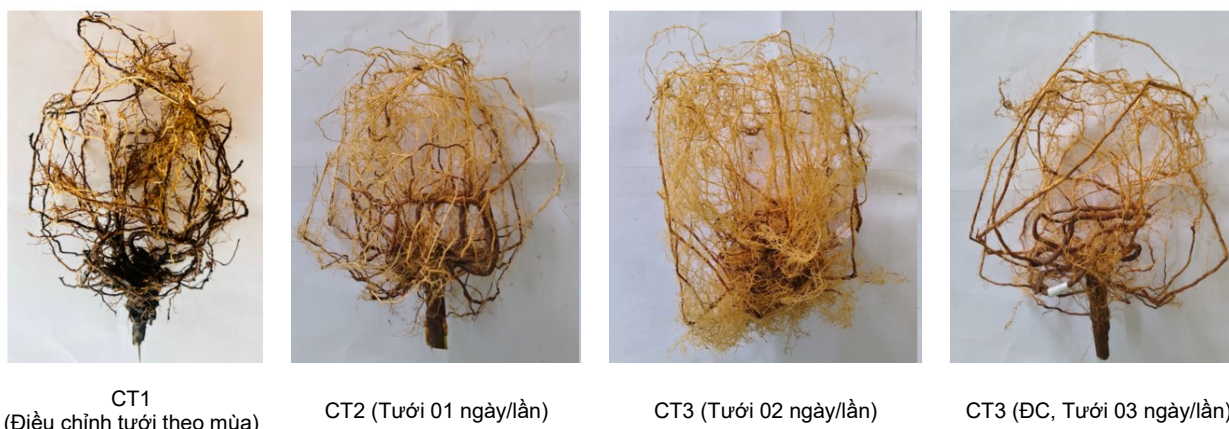 CT1
(Điều chỉnh tưới theo mùa)
CT2 (Tưới 01 ngày/lần)
CT3 (Tưới 02 ngày/lần)
CT3 (ĐC, Tưới 03 ngày/lần)